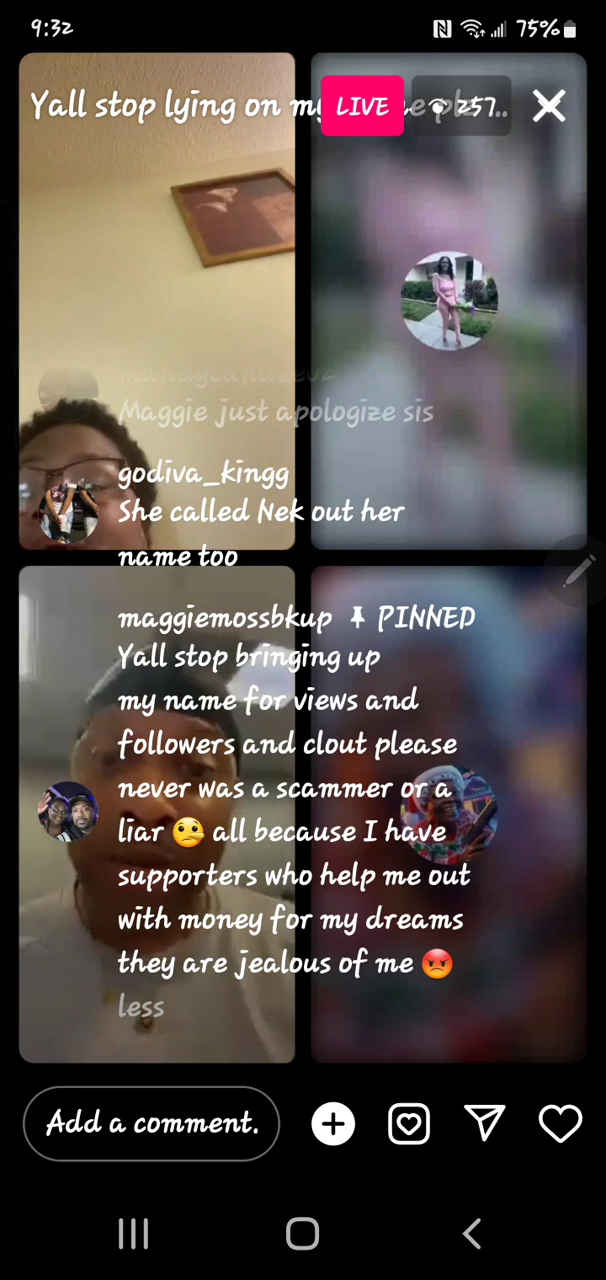 9:32
75%
Yall stop lying on my
LIVE
257..
Maggie just apologize sis
godiva_kingg
She called Nek out her
name too
maggiemossbkup PINNED
Yall stop bringing up
my name for views and
followers and clout please
never was a scammer or a
liar 🤥 all because I have
supporters who help me out
with money for my dreams
they are jealous of me 😡
less
Add a comment.